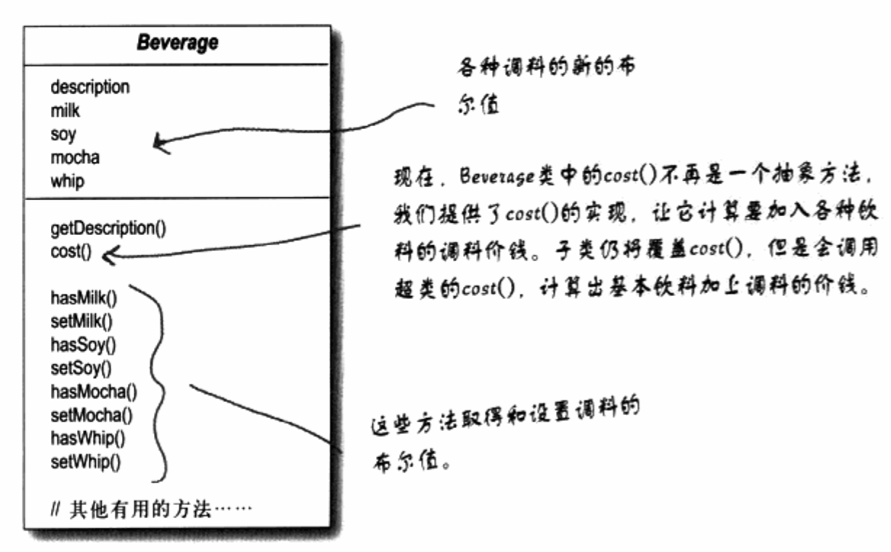 Beverage
description
milk
soy
mocha
whip
getDescription()
cost()
hasMilk()
setMilk()
hasSoy()
setSoy()
hasMocha()
setMocha()
hasWhip()
setWhip()
// 其他有用的方法……
各种调料的新的布
尔值
现在，Beverage类中的cost()不再是一个抽象方法，
我们提供了cost()的实现，让它计算要加入各种饮
料的调料价钱。子类仍将覆盖cost()，但是会调用
超类的cost()，计算出基本饮料加上调料的价钱。
这些方法取得和设置调料的
布尔值。